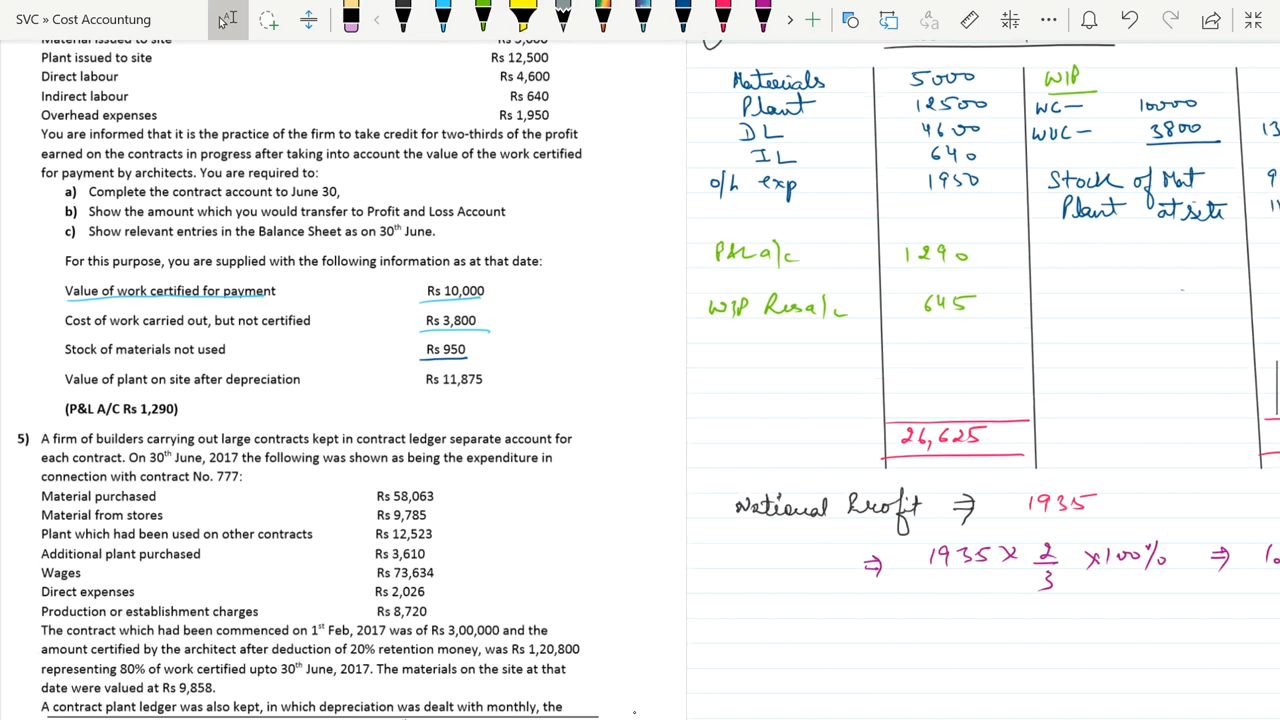 SVC » Cost Accountung
Material issued to site Rs 5,000
Plant issued to site Rs 12,500
Direct labour Rs 4,600
Indirect labour Rs 640
Overhead expenses Rs 1,950
You are informed that it is the practice of the firm to take credit for two-thirds of the profit
earned on the contracts in progress after taking into account the value of the work certified
for payment by architects. You are required to:
a) Complete the contract account to June 30,
b) Show the amount which you would transfer to Profit and Loss Account
c) Show relevant entries in the Balance Sheet as on 30th June.
For this purpose, you are supplied with the following information as at that date:
Value of work certified for payment Rs 10,000
Cost of work carried out, but not certified Rs 3,800
Stock of materials not used Rs 950
Value of plant on site after depreciation Rs 11,875
(P&L A/C Rs 1,290)
5) A firm of builders carrying out large contracts kept in contract ledger separate account for
each contract. On 30th June, 2017 the following was shown as being the expenditure in
connection with contract No. 777:
Material purchased Rs 58,063
Material from stores Rs 9,785
Plant which had been used on other contracts Rs 12,523
Additional plant purchased Rs 3,610
Wages Rs 73,634
Direct expenses Rs 2,026
Production or establishment charges Rs 8,720
The contract which had been commenced on 1st Feb, 2017 was of Rs 3,00,000 and the
amount certified by the architect after deduction of 20% retention money, was Rs 1,20,800
representing 80% of work certified upto 30th June, 2017. The materials on the site at that
date were valued at Rs 9,858.
A contract plant ledger was also kept, in which depreciation was dealt with monthly, the
Materials 5000 WIP
Plant 12500 WC— 10000
DL 4600 WUC— 3800 13
IL 640
o/h exp 1950 Stock of Mat 9
Plant at site 11
P&L a/c 1290
WIP Res a/c 645
26,625
National Profit ⇒ 1935
⇒ 1935 × 2/3 × 100% ⇒ 12